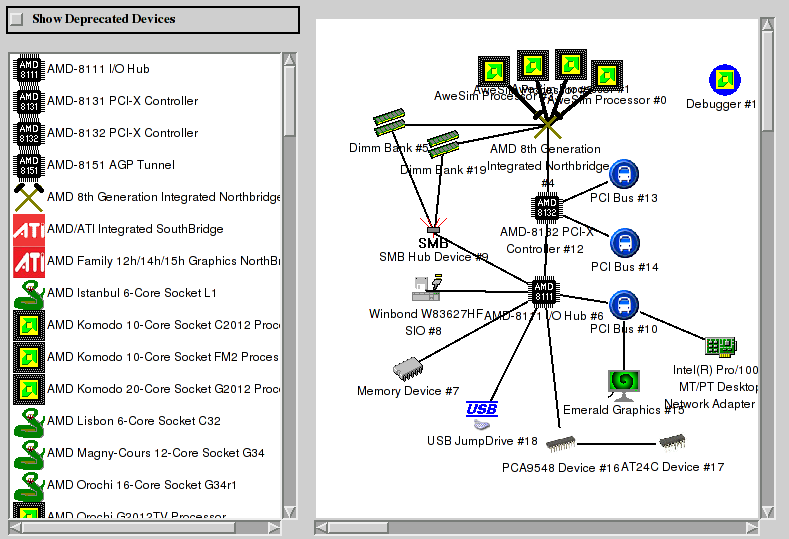 Show Deprecated Devices
AMD-8111 I/O Hub
AMD-8131 PCI-X Controller
AMD-8132 PCI-X Controller
AMD-8151 AGP Tunnel
AMD 8th Generation Integrated Northbridge
AMD/ATI Integrated SouthBridge
AMD Family 12h/14h/15h Graphics NorthBr
AMD Istanbul 6-Core Socket L1
AMD Komodo 10-Core Socket C2012 Proc
AMD Komodo 10-Core Socket FM2 Proces
AMD Komodo 20-Core Socket G2012 Proc
AMD Lisbon 6-Core Socket C32
AMD Magny-Cours 12-Core Socket G34
AMD Orochi 16-Core Socket G34r1
AMD Orochi G2012TV Processor
AMD
8111
AMD
8131
AMD
8132
AMD
8151
ATI
ATI
AweSim Processor
AweSim Processor #0
Debugger #1
Dimm Bank #5
Dimm Bank #19
AMD 8th Generation
Integrated Northbridge
#4
PCI Bus #13
AMD
8132
AMD-8132 PCI-X
Controller #12
PCI Bus #14
SMB
SMB Hub Device #9
AMD
8111
AMD-8111 I/O Hub #6
Winbond W83627HF
SIO #8
PCI Bus #10
Memory Device #7
Intel(R) Pro/100
MT/PT Desktop
Network Adapter
Emerald Graphics #15
USB
USB JumpDrive #18
PCA9548 Device #16
AT24C Device #17